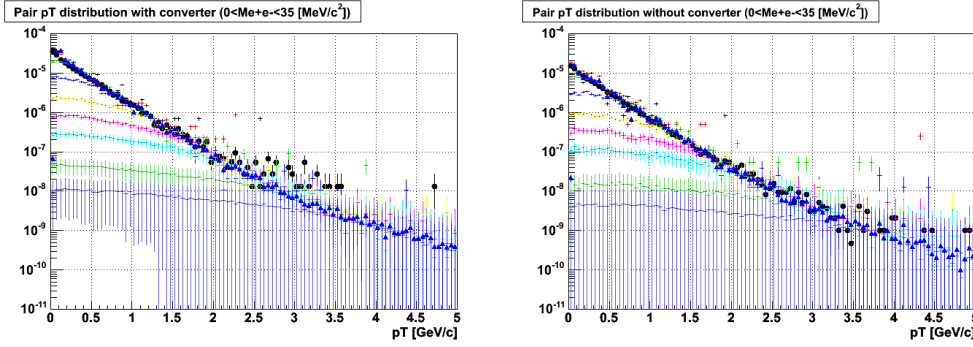 Pair pT distribution with converter (0<Me+e-<35 [MeV/c²])
10⁻⁴
10⁻⁵
10⁻⁶
10⁻⁷
10⁻⁸
10⁻⁹
10⁻¹⁰
10⁻¹¹
0 0.5 1 1.5 2 2.5 3 3.5 4 4.5 5
pT [GeV/c]
Pair pT distribution without converter (0<Me+e-<35 [MeV/c²])
10⁻⁴
10⁻⁵
10⁻⁶
10⁻⁷
10⁻⁸
10⁻⁹
10⁻¹⁰
10⁻¹¹
0 0.5 1 1.5 2 2.5 3 3.5 4 4.5 5
pT [GeV/c]